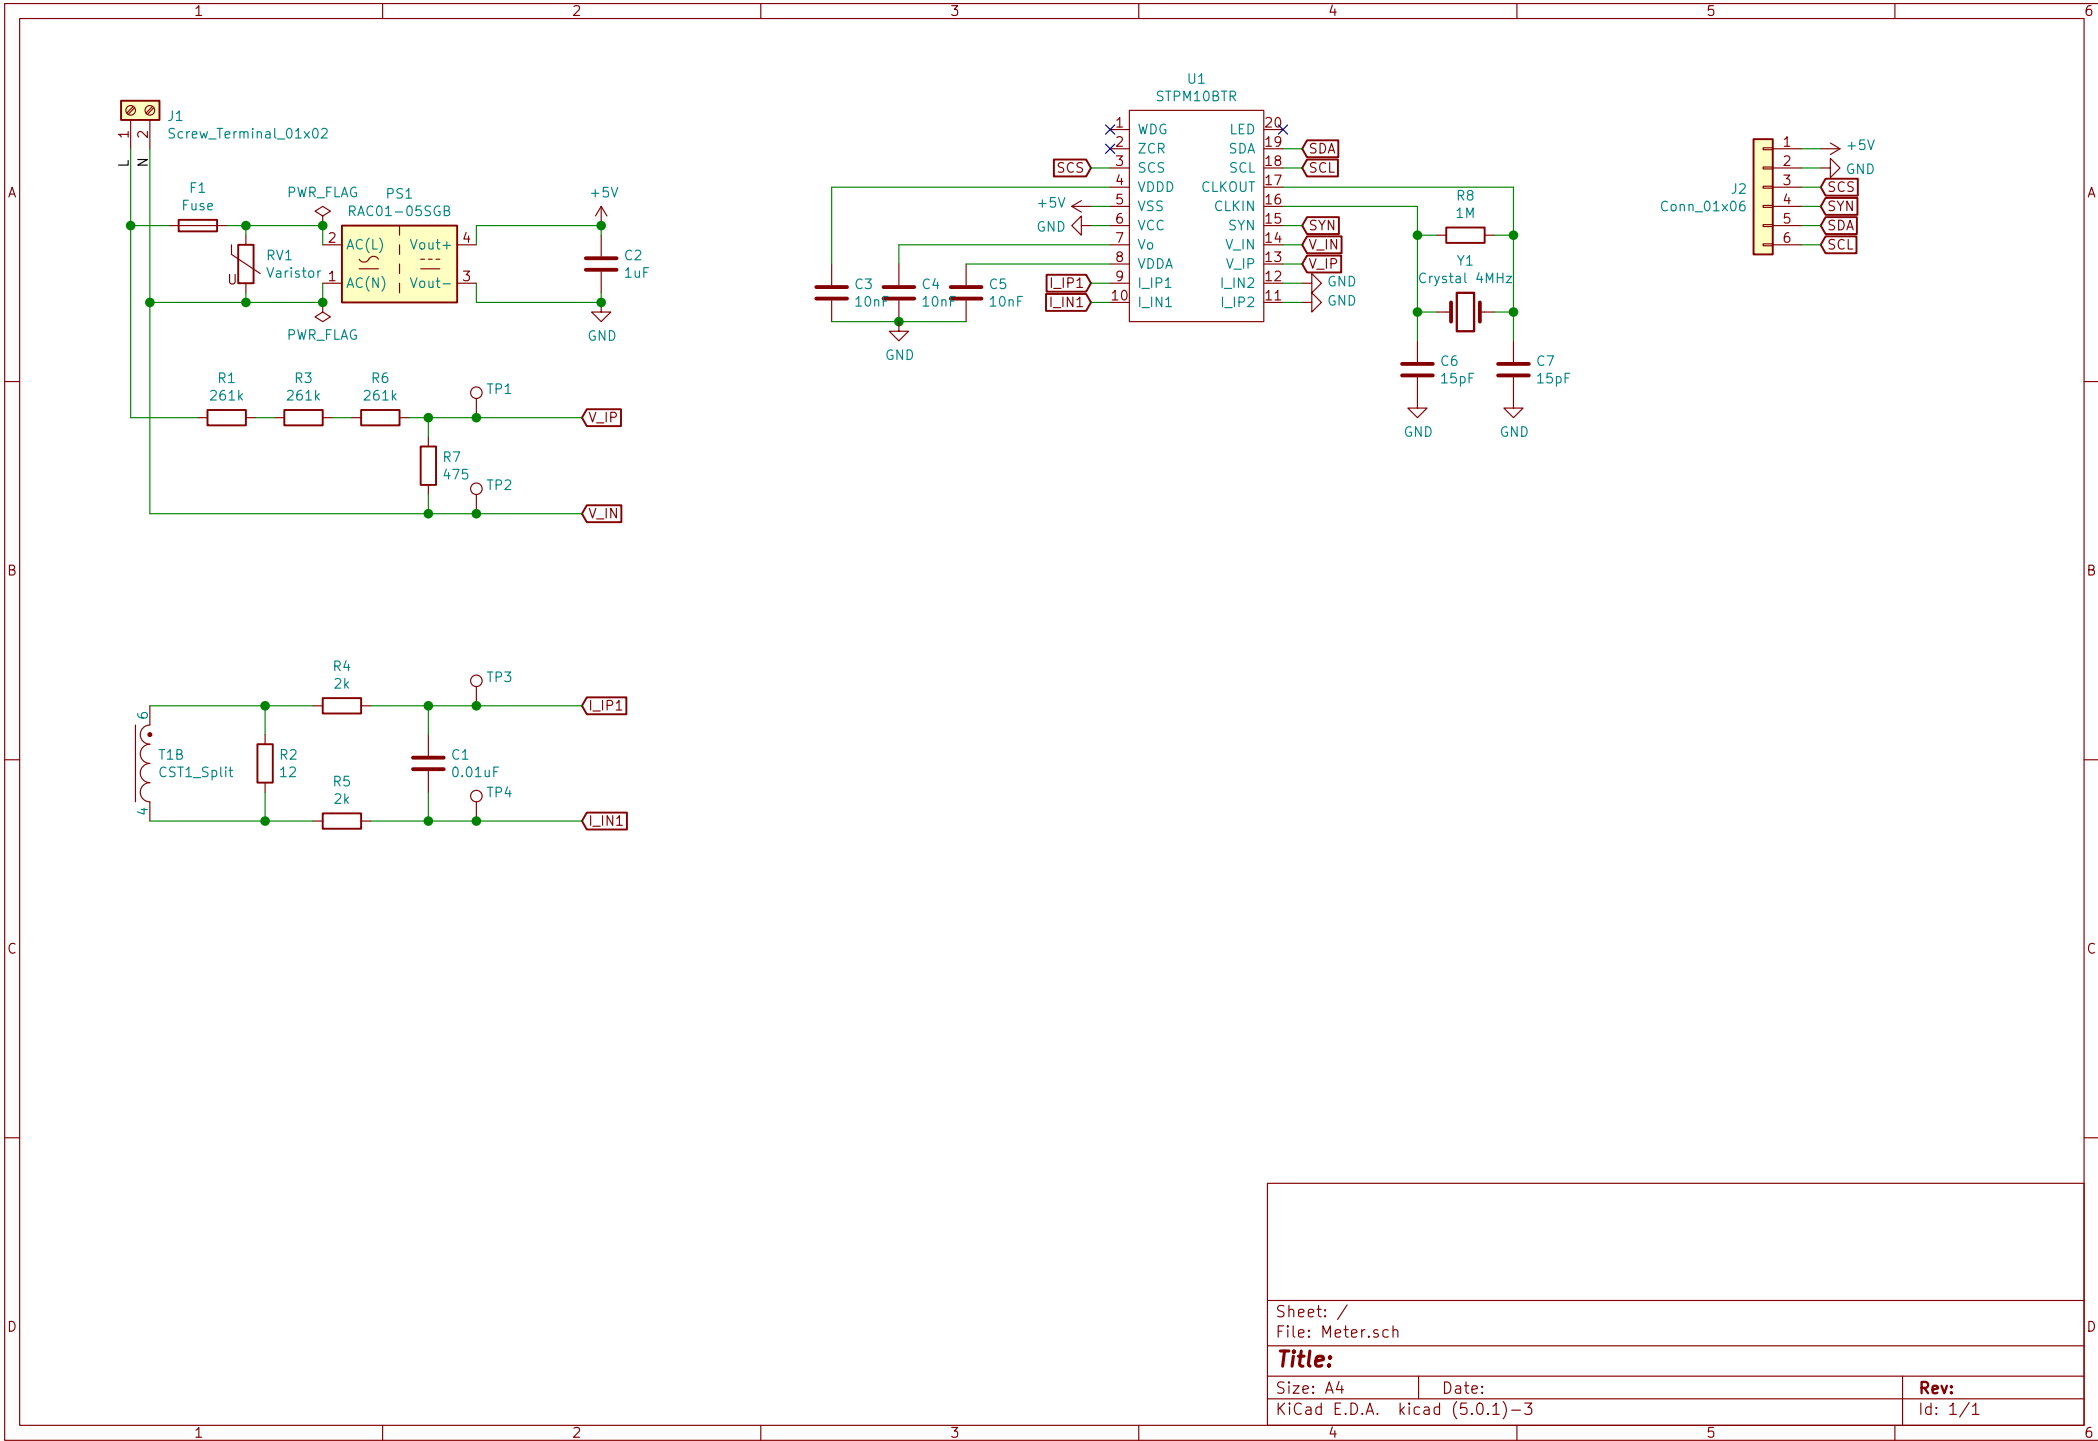 1 2 3 4 5 6
A
B
C
D
J1
Screw_Terminal_01x02
1
2
L
N
F1
Fuse
PWR_FLAG
PS1
RAC01-05SGB
RV1
Varistor
U
2
AC(L)
Vout+
4
1
AC(N)
Vout-
3
PWR_FLAG
+5V
C2
1uF
GND
R1
261k
R3
261k
R6
261k
TP1
V_IP
R7
475
TP2
V_IN
R4
2k
TP3
I_IP1
6
T1B
CST1_Split
4
R2
12
C1
0.01uF
R5
2k
TP4
I_IN1
U1
STPM10BTR
1 WDG
2 ZCR
SCS 3 SCS
4 VDDD
+5V 5 VSS
GND 6 VCC
7 Vo
8 VDDA
I_IP1 9 I_IP1
I_IN1 10 I_IN1
LED 20
SDA 19 SDA
SCL 18 SCL
CLKOUT 17
CLKIN 16
SYN 15 SYN
V_IN 14 V_IN
V_IP 13 V_IP
I_IN2 12 GND
I_IP2 11 GND
C3
10nF
C4
10nF
C5
10nF
GND
R8
1M
Y1
Crystal 4MHz
C6
15pF
C7
15pF
GND
GND
J2
Conn_01x06
1 +5V
2 GND
3 SCS
4 SYN
5 SDA
6 SCL
A
B
C
D
Sheet: /
File: Meter.sch
Title:
Size: A4 Date: Rev:
KiCad E.D.A. kicad (5.0.1)-3 Id: 1/1
1 2 3 4 5 6